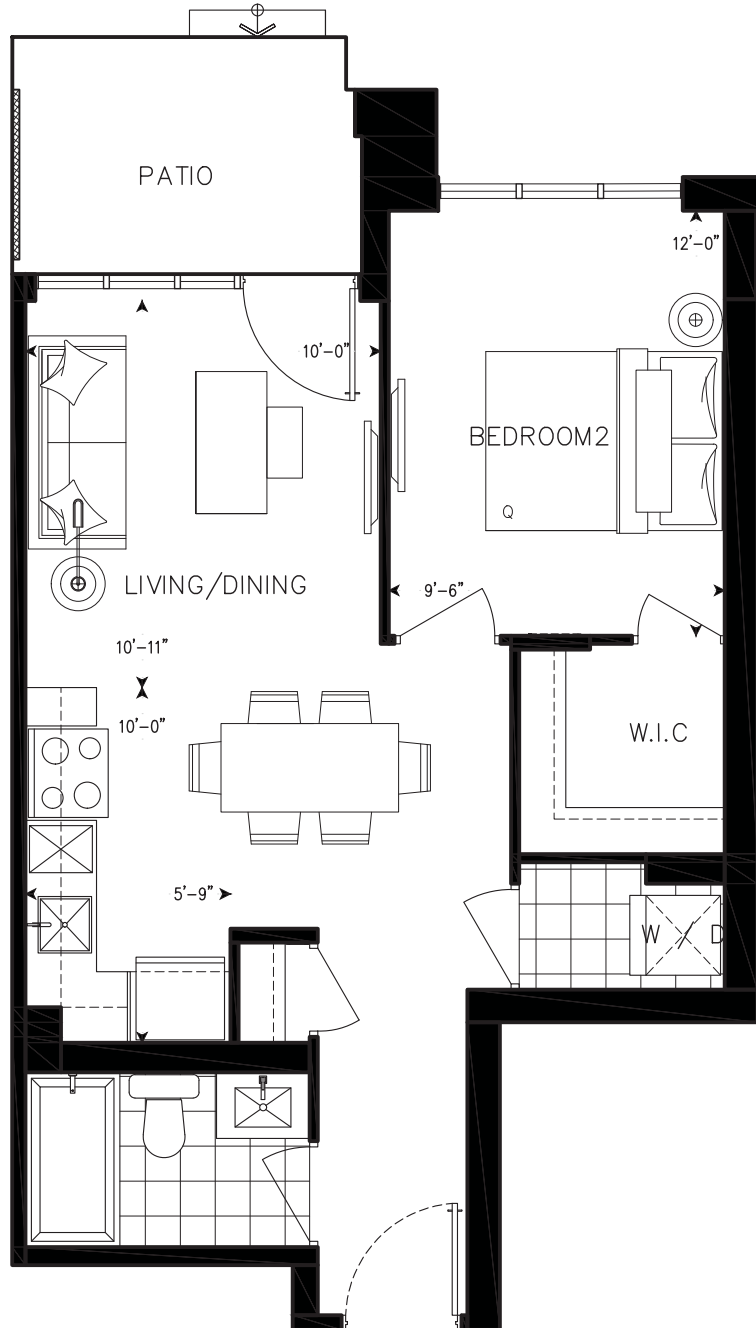 PATIO
12'-0"
10'-0"
BEDROOM2
Q
LIVING/DINING
9'-6"
10'-11"
10'-0"
W.I.C
5'-9"
W / D